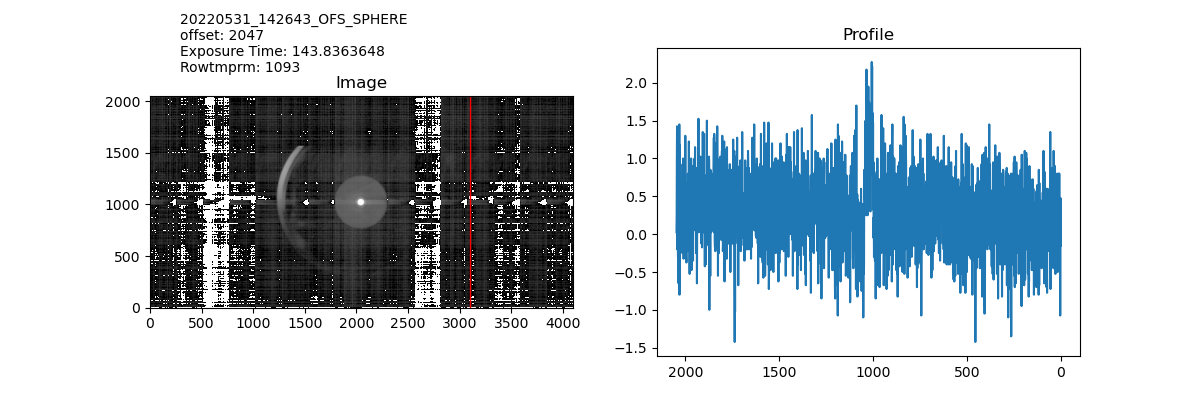 20220531_142643_OFS_SPHERE
offset: 2047
Exposure Time: 143.8363648
Rowtmprm: 1093
Image
2000
1500
1000
500
0
0 500 1000 1500 2000 2500 3000 3500 4000
Profile
2.0
1.5
1.0
0.5
0.0
−0.5
−1.0
−1.5
2000 1500 1000 500 0